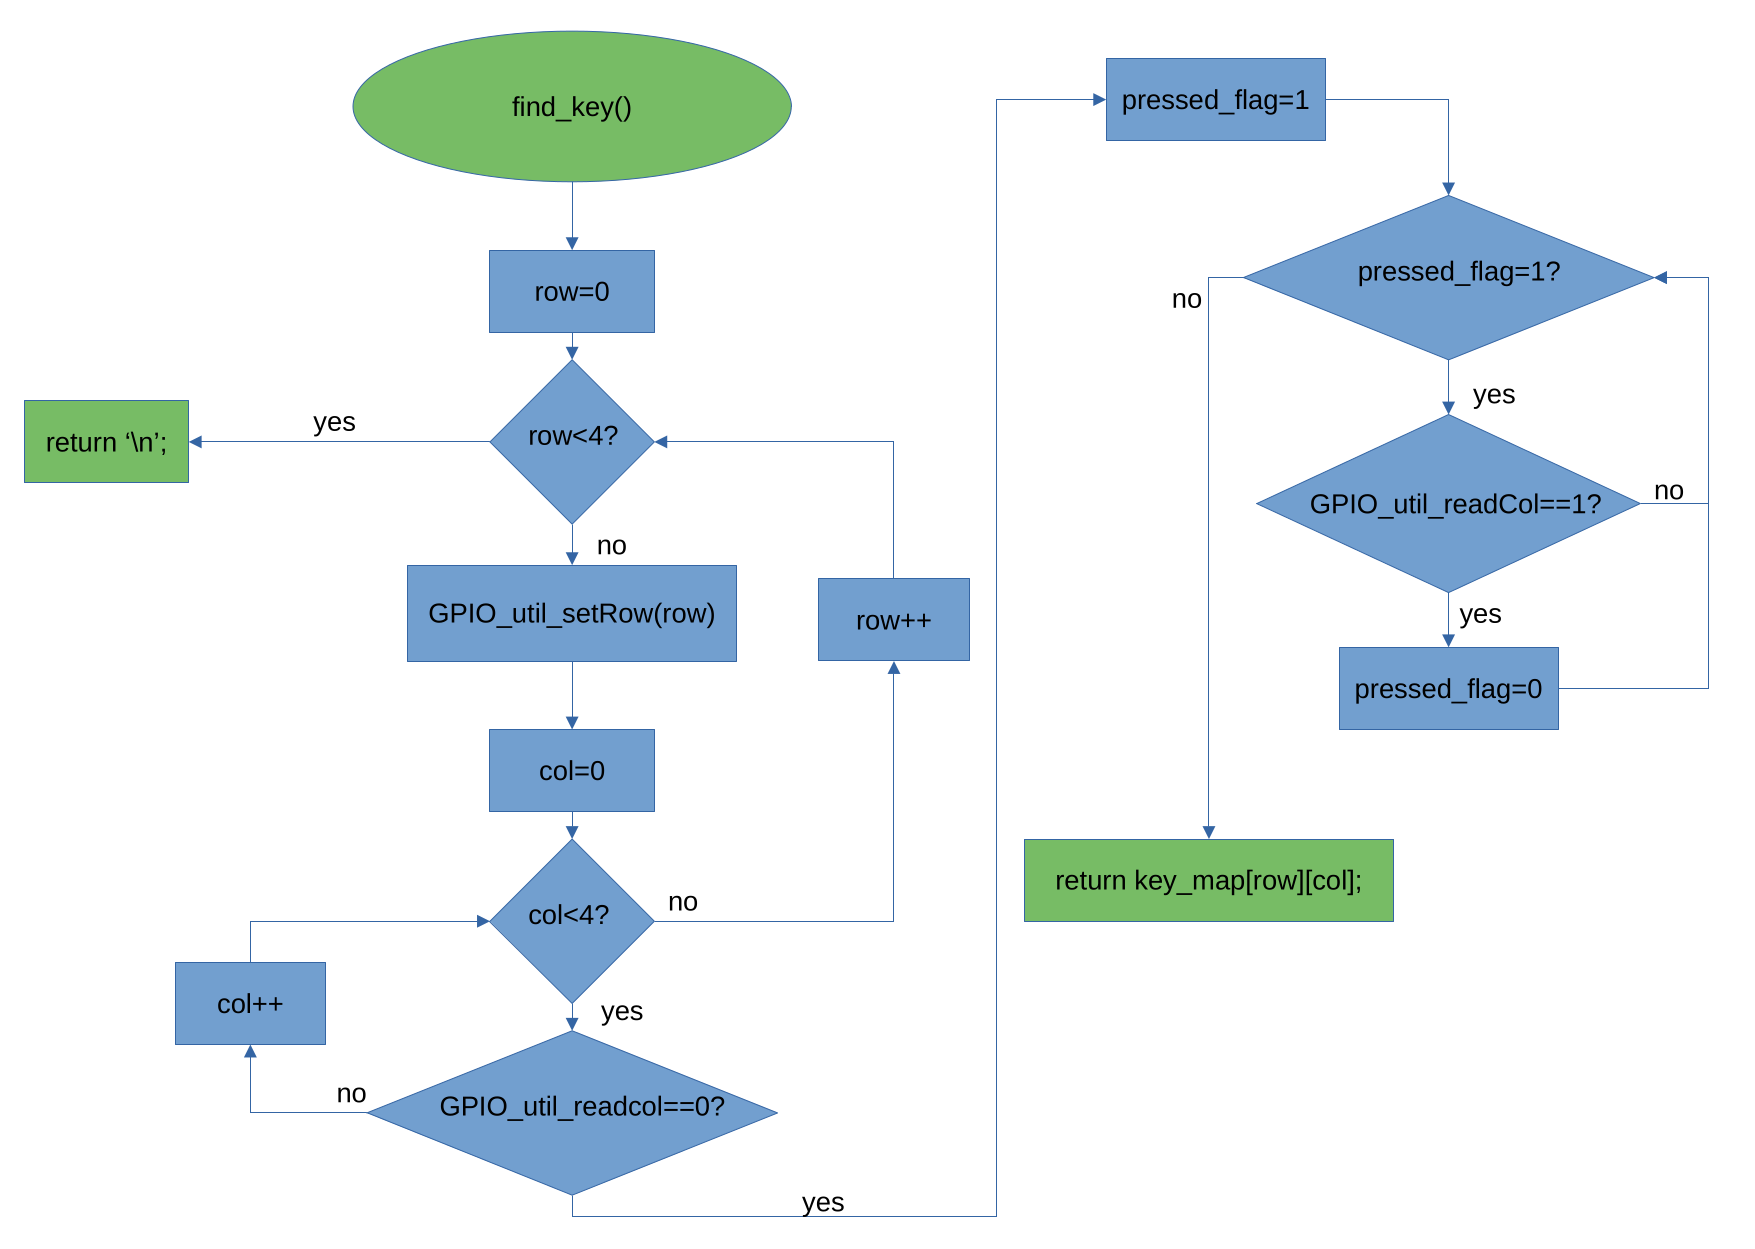 find_key()
row=0
row<4?
yes
return ‘\n’;
no
GPIO_util_setRow(row)
row++
col=0
col<4?
no
col++
yes
GPIO_util_readcol==0?
no
yes
pressed_flag=1
pressed_flag=1?
no
yes
GPIO_util_readCol==1?
no
yes
pressed_flag=0
return key_map[row][col];